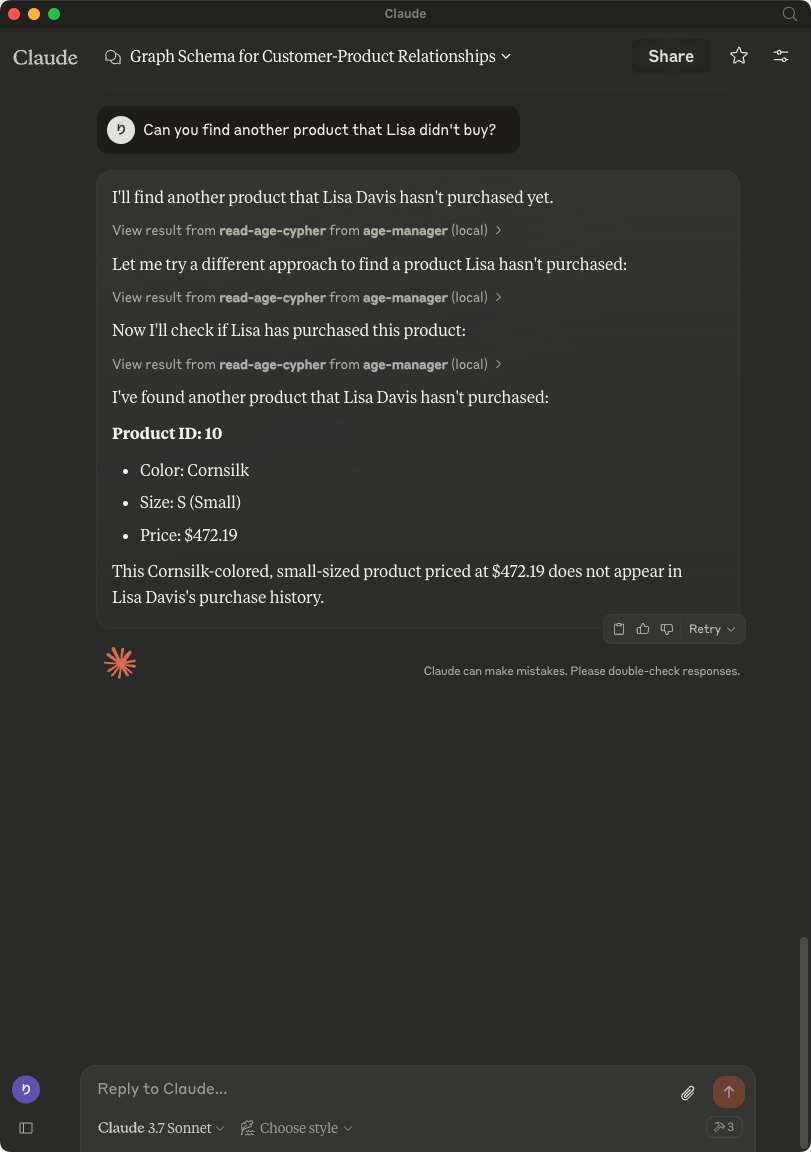 Claude
Claude
Graph Schema for Customer-Product Relationships
Share
り
Can you find another product that Lisa didn't buy?
I'll find another product that Lisa Davis hasn't purchased yet.
View result from read-age-cypher from age-manager (local)
Let me try a different approach to find a product Lisa hasn't purchased:
View result from read-age-cypher from age-manager (local)
Now I'll check if Lisa has purchased this product:
View result from read-age-cypher from age-manager (local)
I've found another product that Lisa Davis hasn't purchased:
Product ID: 10
• Color: Cornsilk
• Size: S (Small)
• Price: $472.19
This Cornsilk-colored, small-sized product priced at $472.19 does not appear in
Lisa Davis's purchase history.
Retry
Claude can make mistakes. Please double-check responses.
り
Reply to Claude...
Claude 3.7 Sonnet
Choose style
3